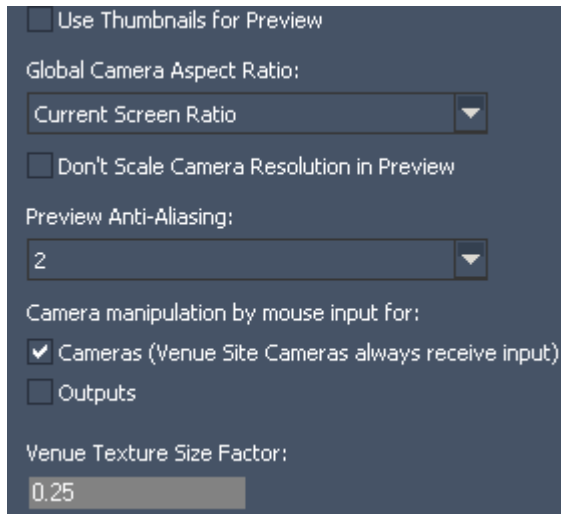 Use Thumbnails for Preview
Global Camera Aspect Ratio:
Current Screen Ratio
Don't Scale Camera Resolution in Preview
Preview Anti-Aliasing:
2
Camera manipulation by mouse input for:
Cameras (Venue Site Cameras always receive input)
Outputs
Venue Texture Size Factor:
0.25